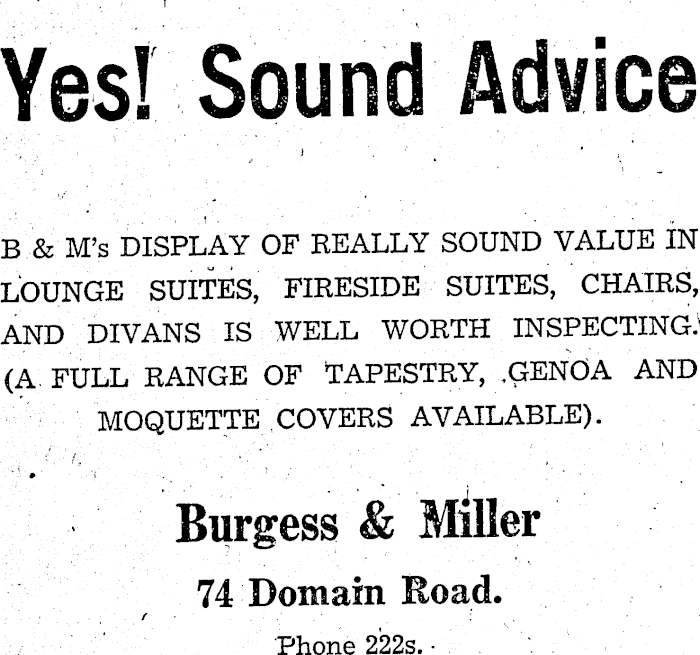 Yes! Sound Advice
B & M's DISPLAY OF REALLY SOUND VALUE IN
LOUNGE SUITES, FIRESIDE SUITES, CHAIRS,
AND DIVANS IS WELL WORTH INSPECTING.
(A FULL RANGE OF TAPESTRY, GENOA AND
MOQUETTE COVERS AVAILABLE).
Burgess & Miller
74 Domain Road.
Phone 222s.